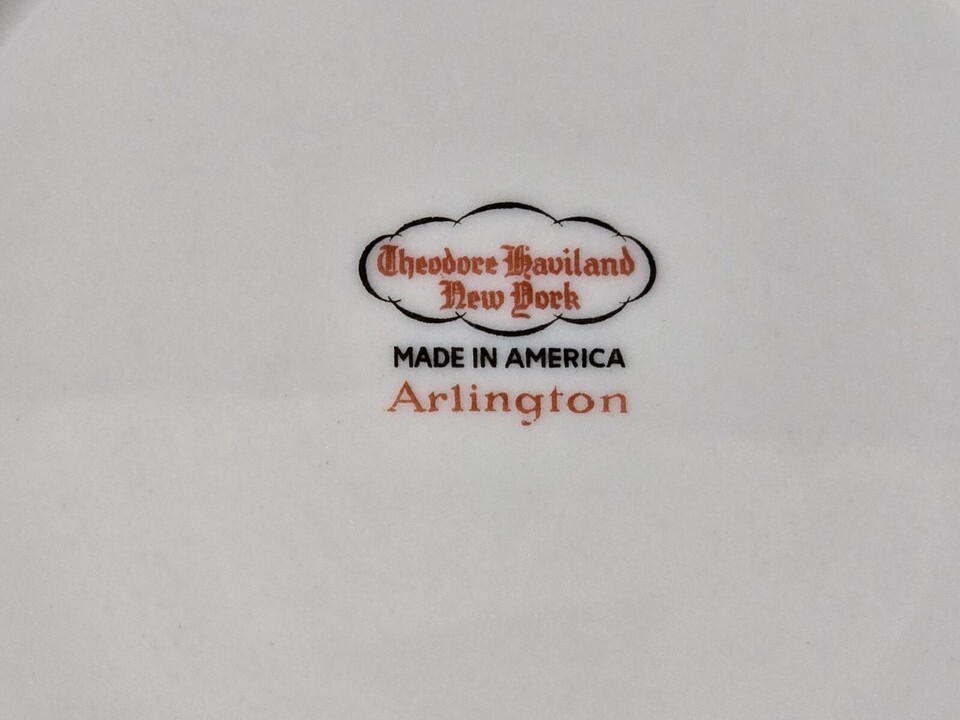 Theodore Haviland
New York
MADE IN AMERICA
Arlington